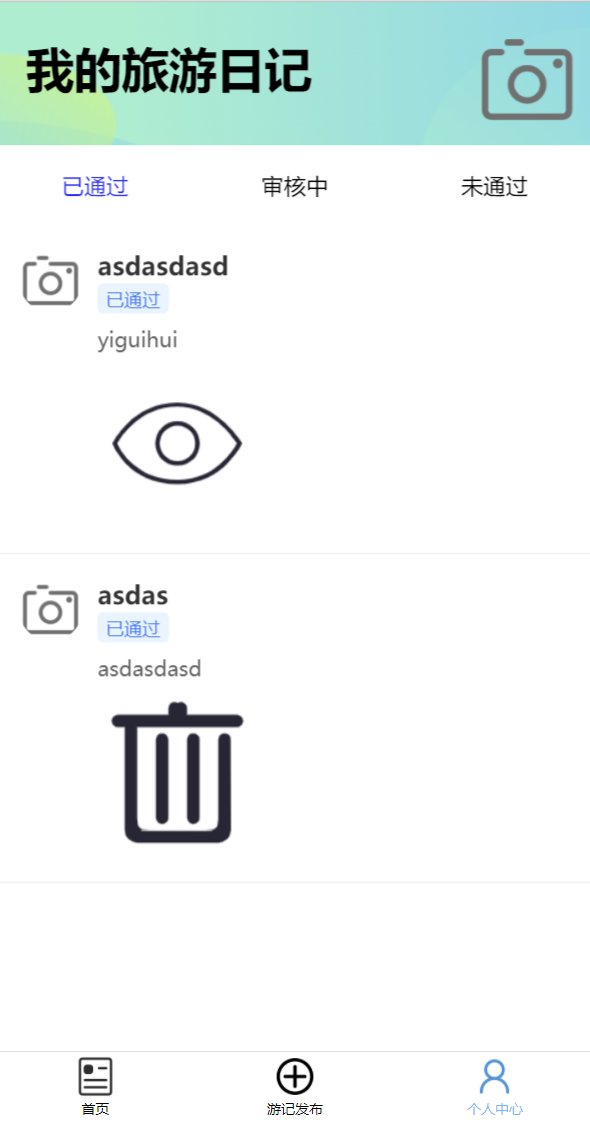 我的旅游日记
已通过 审核中 未通过
asdasdasd
已通过
yiguihui
asdas
已通过
asdasdasd
首页 游记发布 个人中心